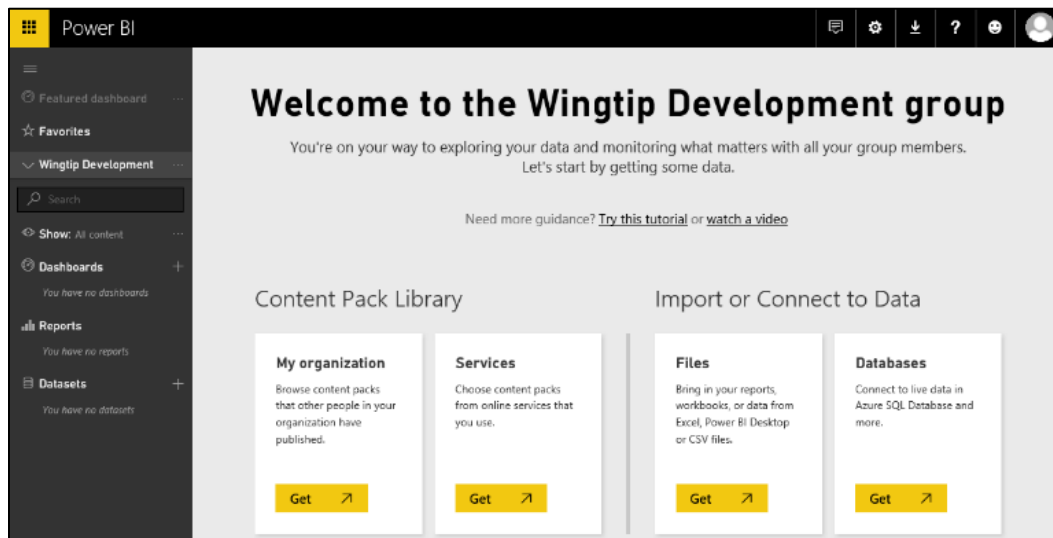 Power BI
?
Featured dashboard ...
Favorites
Wingtip Development ...
Search
Show: All content ...
Dashboards +
You have no dashboards
Reports
You have no reports
Datasets +
You have no datasets
Welcome to the Wingtip Development group
You're on your way to exploring your data and monitoring what matters with all your group members.
Let's start by getting some data.
Need more guidance? Try this tutorial or watch a video
Content Pack Library
My organization
Browse content packs
that other people in your
organization have
published.
Get
Services
Choose content packs
from online services that
you use.
Get
Import or Connect to Data
Files
Bring in your reports,
workbooks, or data from
Excel, Power BI Desktop
or CSV files.
Get
Databases
Connect to live data in
Azure SQL Database and
more.
Get